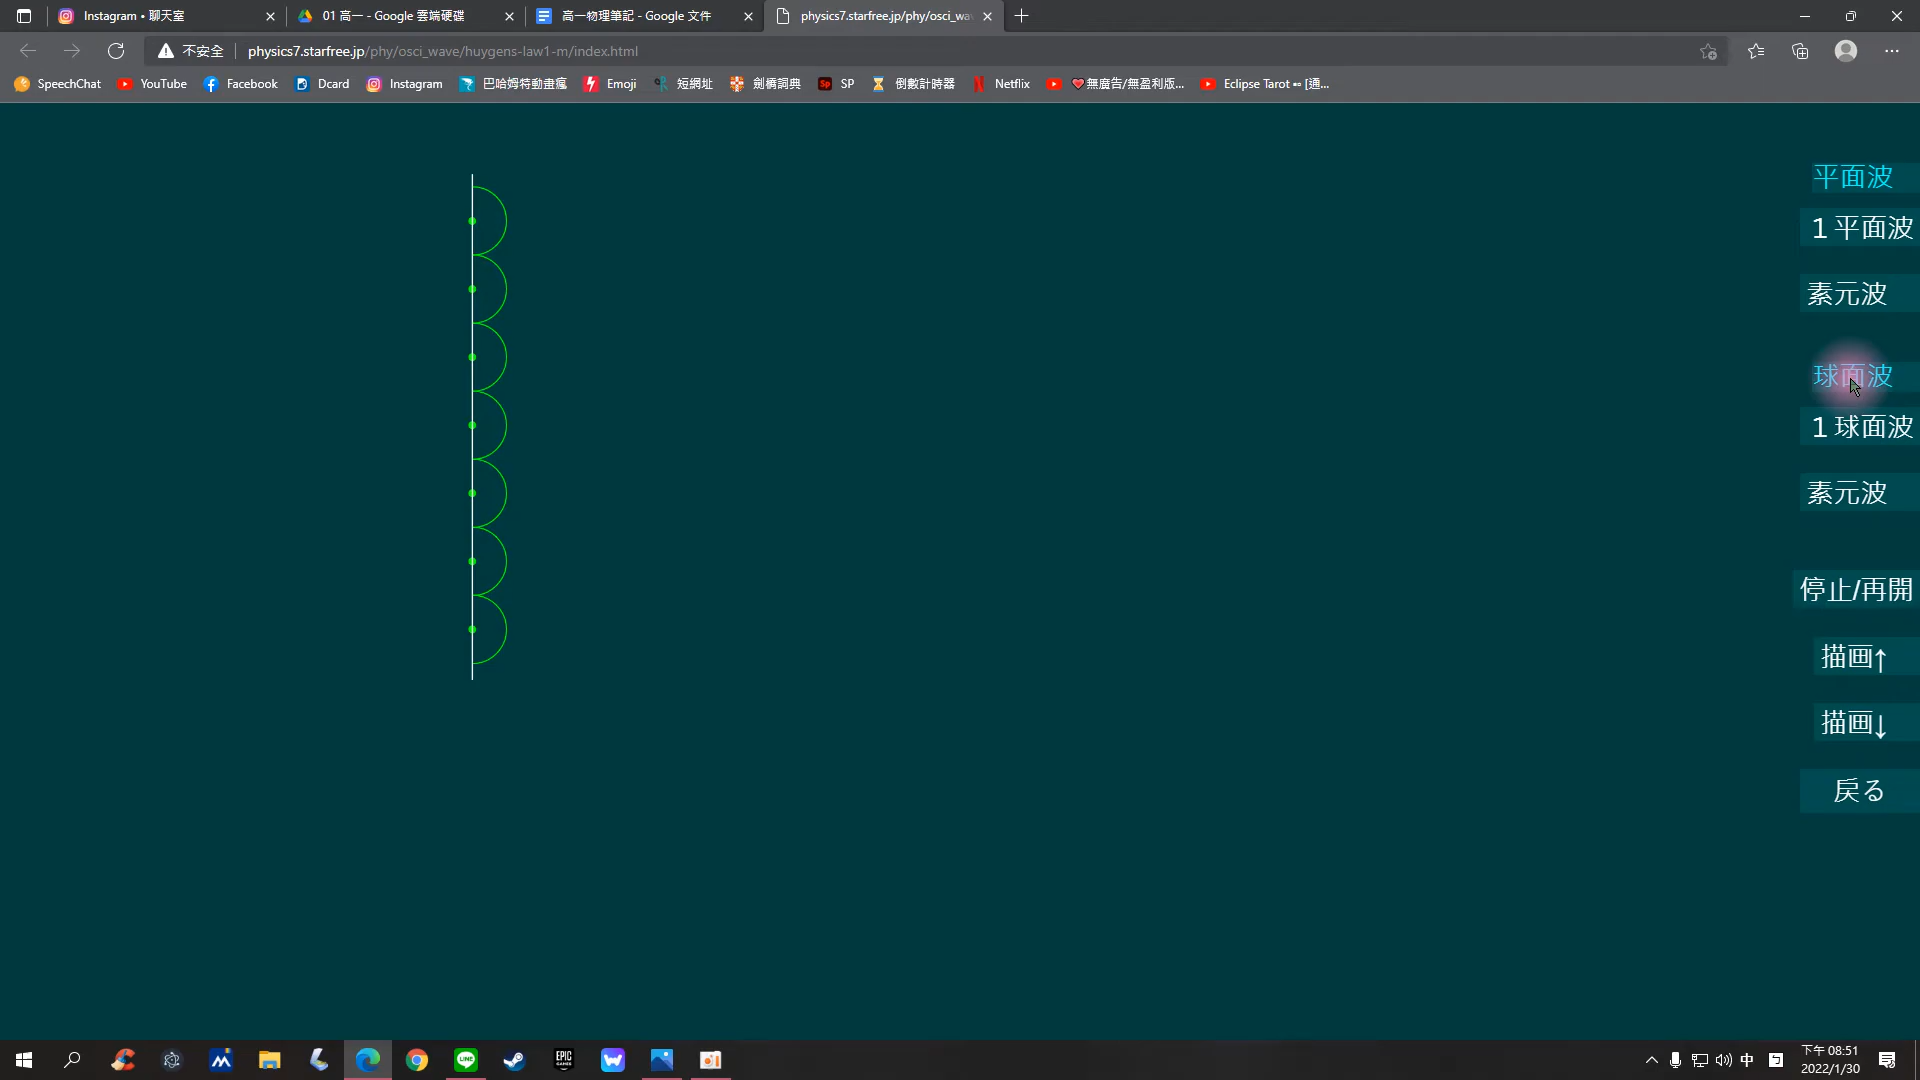 Instagram • 聊天室
01 高一 - Google 雲端硬碟
高一物理筆記 - Google 文件
physics7.starfree.jp/phy/osci_wa
不安全
physics7.starfree.jp/phy/osci_wave/huygens-law1-m/index.html
SpeechChat
YouTube
Facebook
Dcard
Instagram
巴哈姆特動畫瘋
Emoji
短網址
劍橋詞典
Sp SP
倒數計時器
Netflix
❤無廣告/無盈利版...
Eclipse Tarot ➻ [通...
平面波
1 平面波
素元波
球面波
1 球面波
素元波
停止/再開
描画↑
描画↓
戻る
EPIC
GAMES
中
下午 08:51
2022/1/30